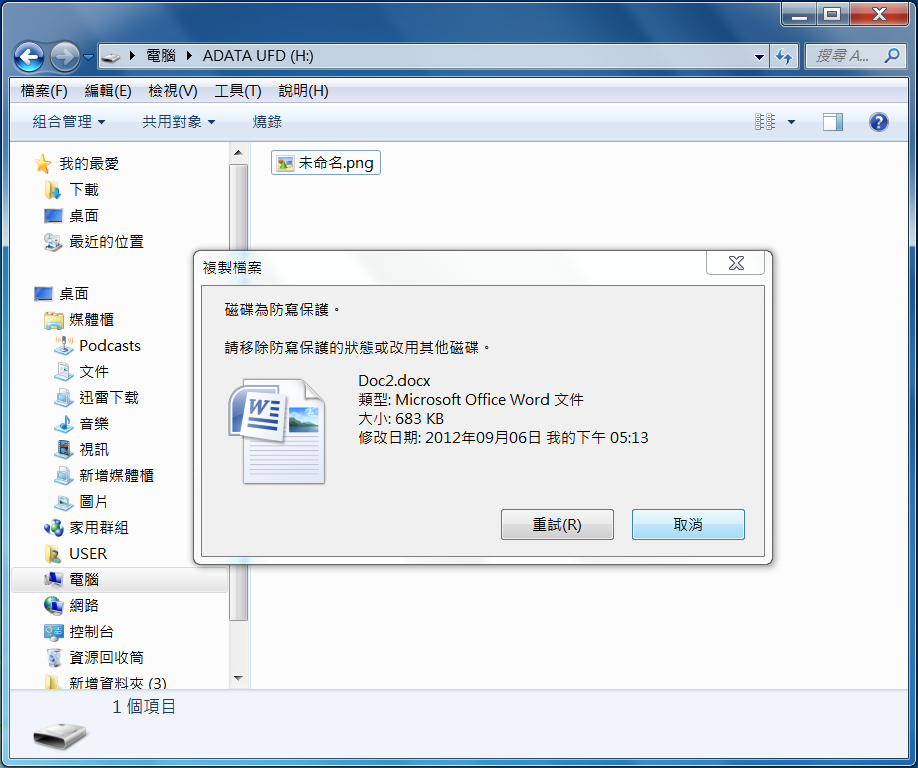 電腦 ADATA UFD (H:) 搜尋 A...
檔案(F) 編輯(E) 檢視(V) 工具(T) 說明(H)
組合管理 共用對象 燒錄
我的最愛
下載
桌面
最近的位置
桌面
媒體櫃
Podcasts
文件
迅雷下載
音樂
視訊
新增媒體櫃
圖片
家用群組
USER
電腦
網路
控制台
資源回收筒
新增資料夾 (3)
未命名.png
複製檔案
磁碟為防寫保護。
請移除防寫保護的狀態或改用其他磁碟。
Doc2.docx
類型: Microsoft Office Word 文件
大小: 683 KB
修改日期: 2012年09月06日 我的下午 05:13
重試(R) 取消
1 個項目